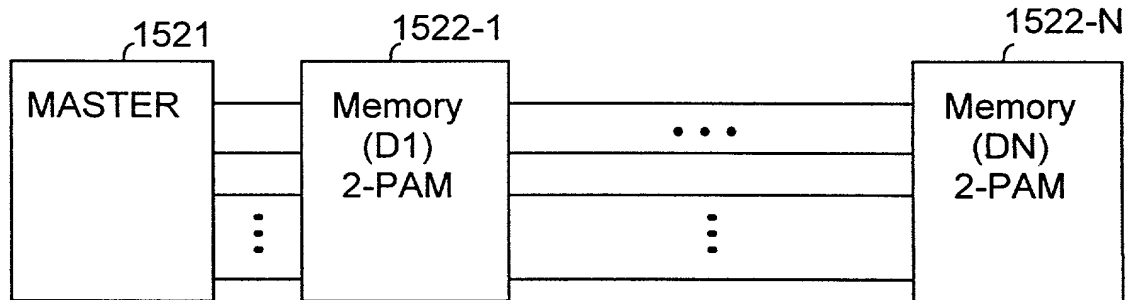 1521
1522-1
1522-N
MASTER
Memory
(D1)
2-PAM
Memory
(DN)
2-PAM